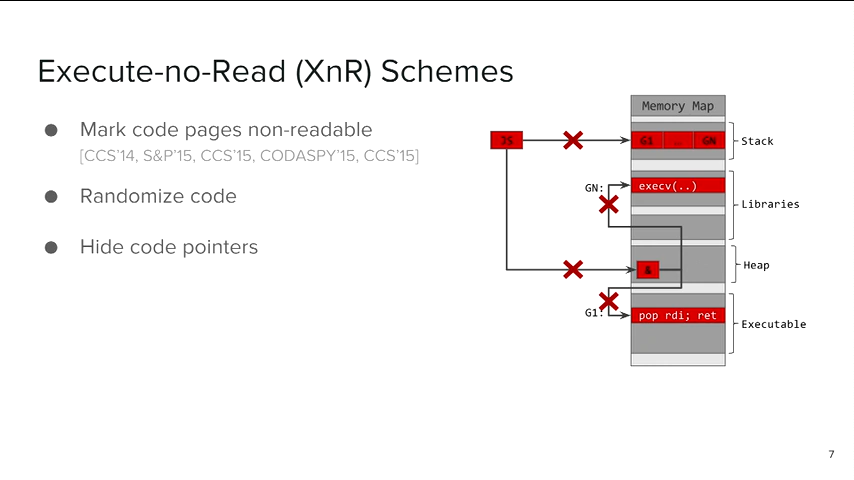 Execute-no-Read (XnR) Schemes
● Mark code pages non-readable
[CCS'14, S&P'15, CCS'15, CODASPY'15, CCS'15]
● Randomize code
● Hide code pointers
Memory Map
JS
G1 .. GN
Stack
GN:
execv(..)
Libraries
&
Heap
G1:
pop rdi; ret
Executable
7